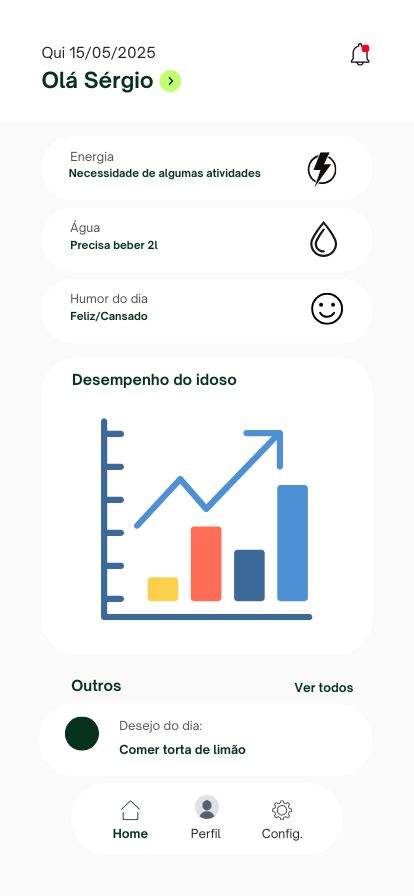 Qui 15/05/2025
Olá Sérgio
Energia
Necessidade de algumas atividades
Água
Precisa beber 2l
Humor do dia
Feliz/Cansado
Desempenho do idoso
Outros
Ver todos
Desejo do dia:
Comer torta de limão
Home
Perfil
Config.